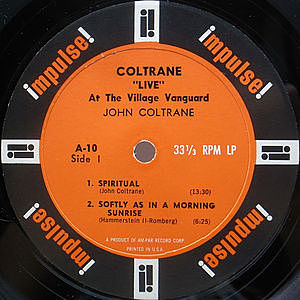 impulse!
impulse!
impulse!
impulse!
COLTRANE
"LIVE"
At The Village Vanguard
JOHN COLTRANE
A-10
Side 1
33 1/3 RPM LP
1. SPIRITUAL
(John Coltrane) (13:30)
2. SOFTLY AS IN A MORNING
SUNRISE
(Hammerstein II-Romberg) (6:25)
A PRODUCT OF AM-PAR RECORD CORP.
PRINTED IN U.S.A.